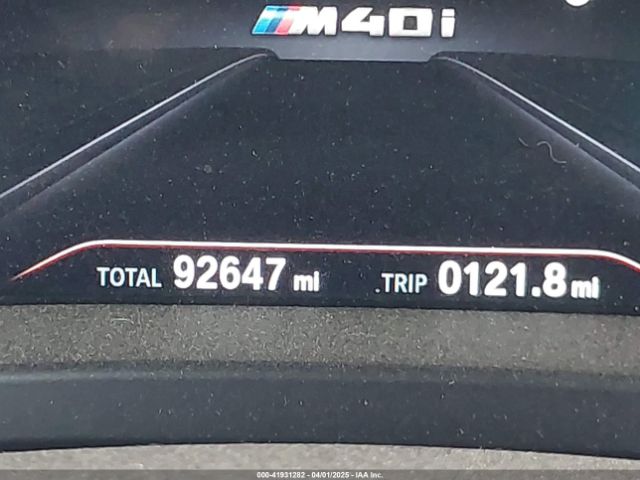 M40i
TOTAL 92647 mi TRIP 0121.8 mi
000-41931282 - 04/01/2025 - IAA Inc.